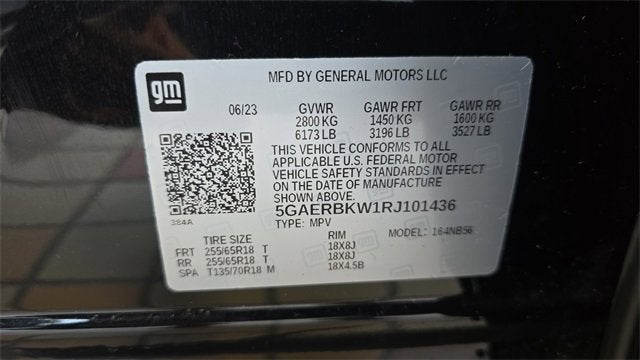 gm
MFD BY GENERAL MOTORS LLC
06/23 GVWR GAWR FRT GAWR RR
2800 KG 1450 KG 1600 KG
6173 LB 3196 LB 3527 LB
THIS VEHICLE CONFORMS TO ALL
APPLICABLE U.S. FEDERAL MOTOR
VEHICLE SAFETY STANDARDS IN EFFECT
ON THE DATE OF MANUFACTURE
SHOWN ABOVE.
384A
5GAERBKW1RJ101436
TYPE: MPV MODEL: 164NB56
TIRE SIZE RIM
FRT 255/65R18 T 18X8J
RR 255/65R18 T 18X8J
SPA T135/70R18 M 18X4.5B